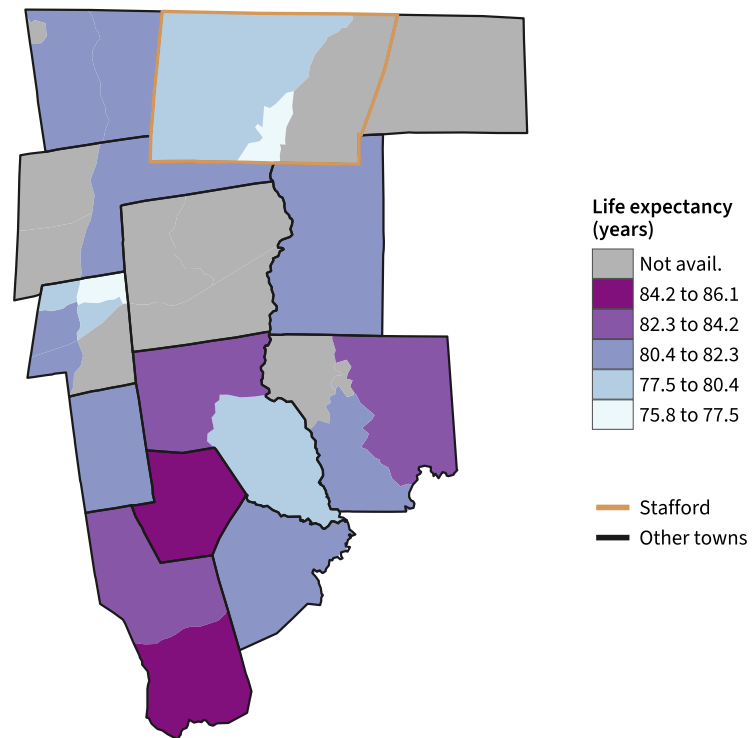 Life expectancy
(years)
Not avail.
84.2 to 86.1
82.3 to 84.2
80.4 to 82.3
77.5 to 80.4
75.8 to 77.5
Stafford
Other towns